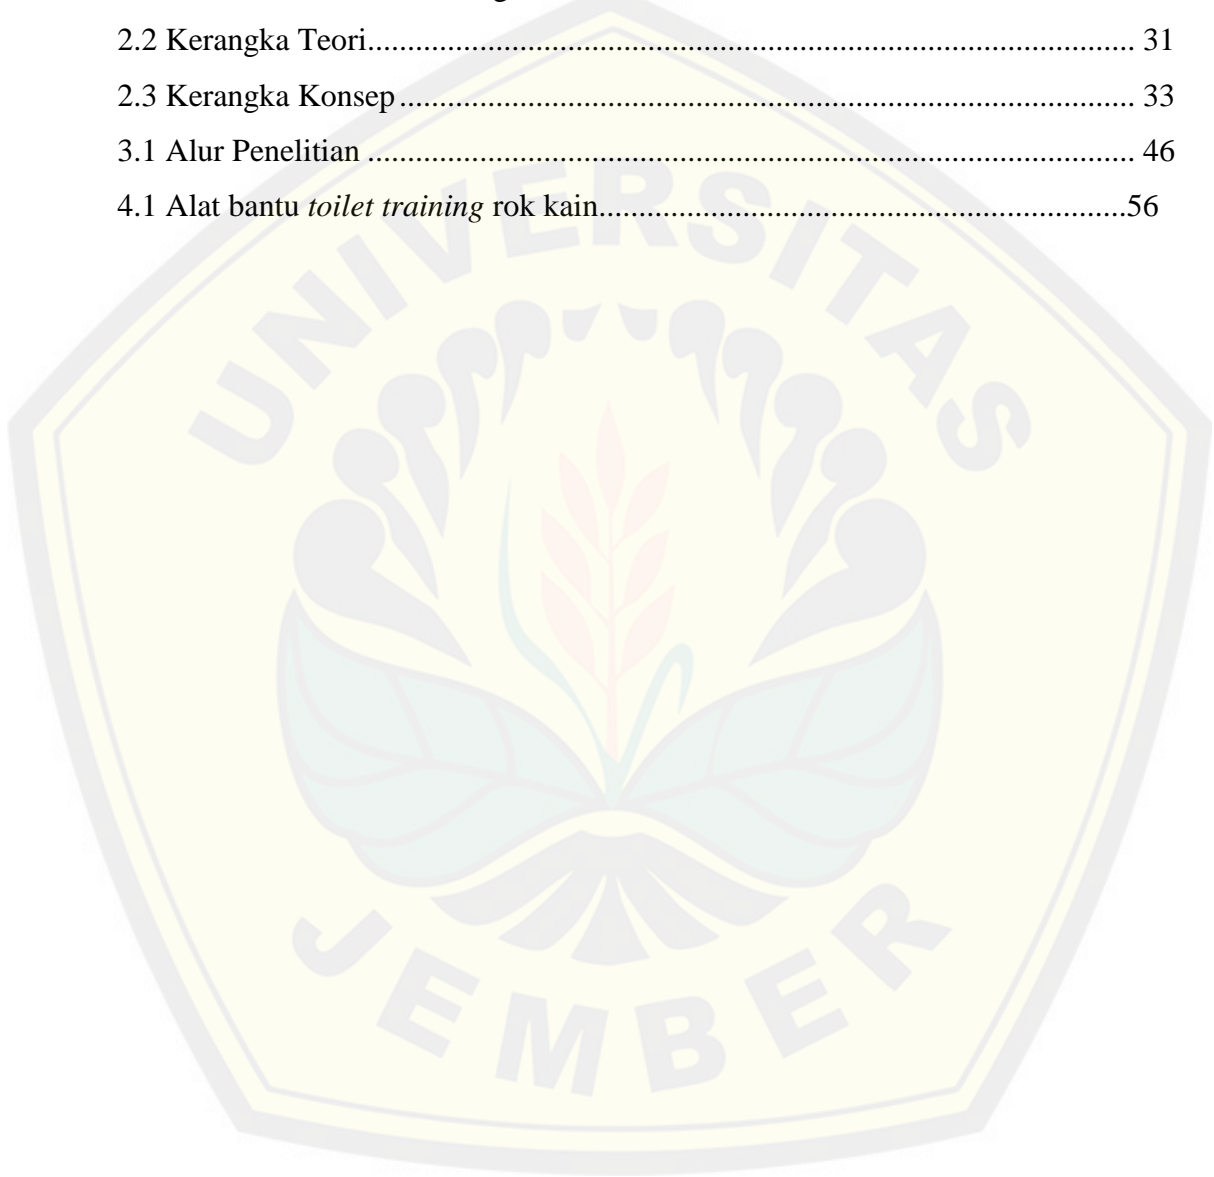 2.2 Kerangka Teori............................................................................................... 31
2.3 Kerangka Konsep........................................................................................... 33
3.1 Alur Penelitian ............................................................................................... 46
4.1 Alat bantu toilet training rok kain..................................................................56
UNIVERSITAS
JEMBER